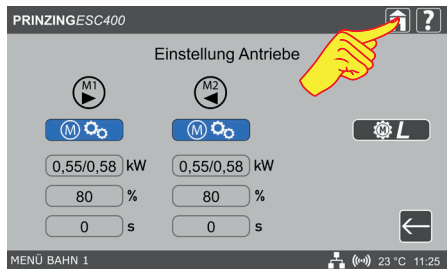 PRINZINGESC400
?
Einstellung Antriebe
M1 M2
M M
M L
0,55/0,58 kW 0,55/0,58 kW
80 % 80 %
0 s 0 s
MENÜ BAHN 1 23 °C 11:25